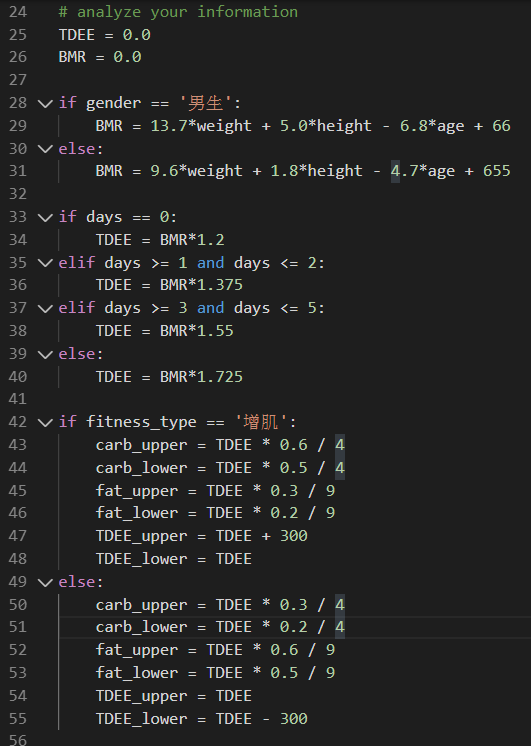 24 # analyze your information
25 TDEE = 0.0
26 BMR = 0.0
27
28 if gender == '男生':
29 BMR = 13.7*weight + 5.0*height - 6.8*age + 66
30 else:
31 BMR = 9.6*weight + 1.8*height - 4.7*age + 655
32
33 if days == 0:
34 TDEE = BMR*1.2
35 elif days >= 1 and days <= 2:
36 TDEE = BMR*1.375
37 elif days >= 3 and days <= 5:
38 TDEE = BMR*1.55
39 else:
40 TDEE = BMR*1.725
41
42 if fitness_type == '增肌':
43 carb_upper = TDEE * 0.6 / 4
44 carb_lower = TDEE * 0.5 / 4
45 fat_upper = TDEE * 0.3 / 9
46 fat_lower = TDEE * 0.2 / 9
47 TDEE_upper = TDEE + 300
48 TDEE_lower = TDEE
49 else:
50 carb_upper = TDEE * 0.3 / 4
51 carb_lower = TDEE * 0.2 / 4
52 fat_upper = TDEE * 0.6 / 9
53 fat_lower = TDEE * 0.5 / 9
54 TDEE_upper = TDEE
55 TDEE_lower = TDEE - 300
56